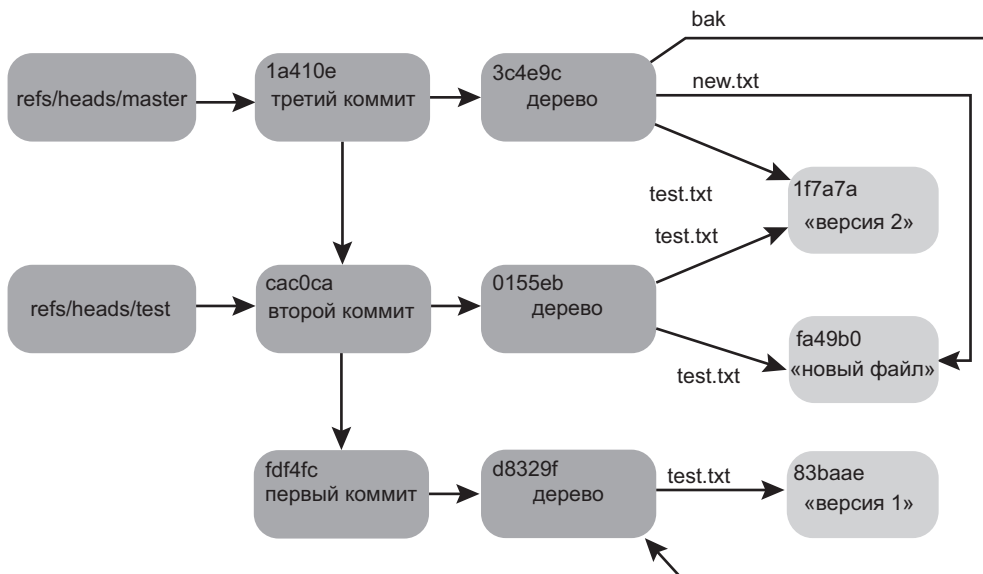 bak
refs/heads/master
1a410e
третий коммит
3c4e9c
дерево
new.txt
test.txt
1f7a7a
«версия 2»
test.txt
refs/heads/test
cac0ca
второй коммит
0155eb
дерево
test.txt
fa49b0
«новый файл»
fdf4fc
первый коммит
d8329f
дерево
test.txt
83baae
«версия 1»